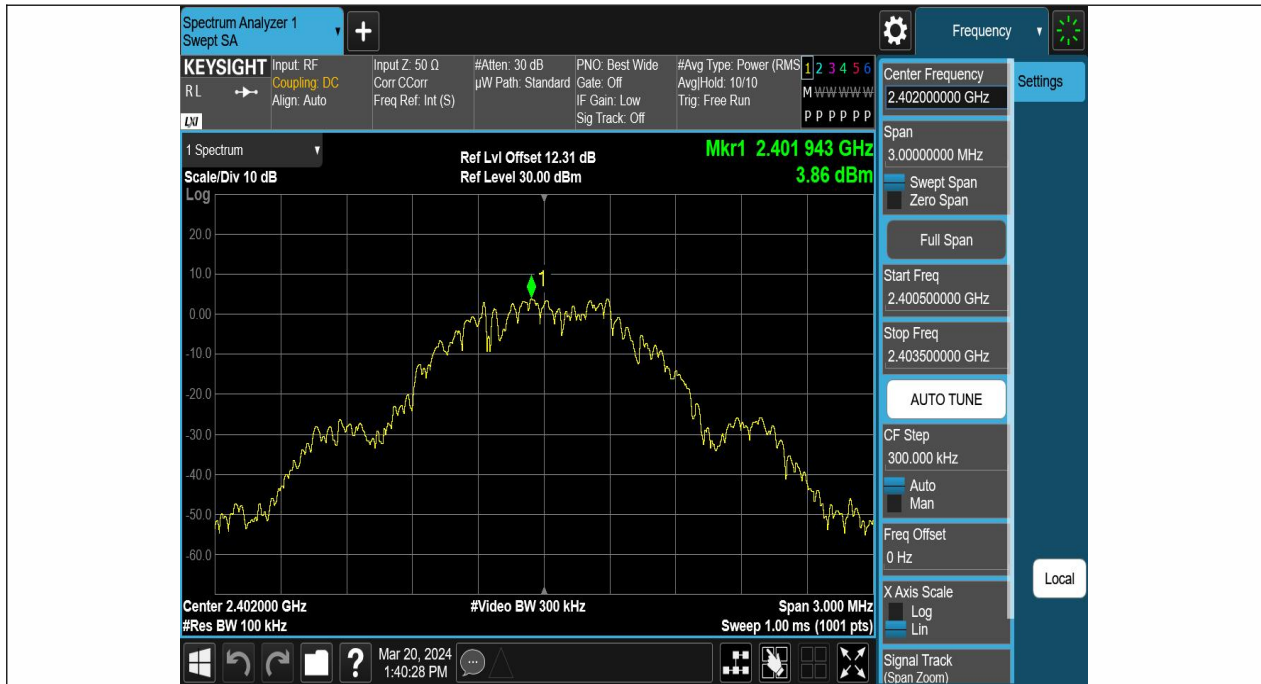 Spectrum Analyzer 1
Swept SA
+
Frequency
KEYSIGHT
RL
LXI
Input: RF
Coupling: DC
Align: Auto
Input Z: 50 Ω
Corr CCorr
Freq Ref: Int (S)
#Atten: 30 dB
µW Path: Standard
PNO: Best Wide
Gate: Off
IF Gain: Low
Sig Track: Off
#Avg Type: Power (RMS
Avg|Hold: 10/10
Trig: Free Run
1 2 3 4 5 6
M W W W W W
P P P P P P
1 Spectrum
Scale/Div 10 dB
Log
Ref Lvl Offset 12.31 dB
Ref Level 30.00 dBm
Mkr1 2.401 943 GHz
3.86 dBm
20.0
10.0
0.00
-10.0
-20.0
-30.0
-40.0
-50.0
-60.0
1
Center 2.402000 GHz
#Res BW 100 kHz
#Video BW 300 kHz
Span 3.000 MHz
Sweep 1.00 ms (1001 pts)
?
Mar 20, 2024
1:40:28 PM
Center Frequency
2.402000000 GHz
Span
3.00000000 MHz
Swept Span
Zero Span
Full Span
Start Freq
2.400500000 GHz
Stop Freq
2.403500000 GHz
AUTO TUNE
CF Step
300.000 kHz
Auto
Man
Freq Offset
0 Hz
X Axis Scale
Log
Lin
Signal Track
(Span Zoom)
Settings
Local